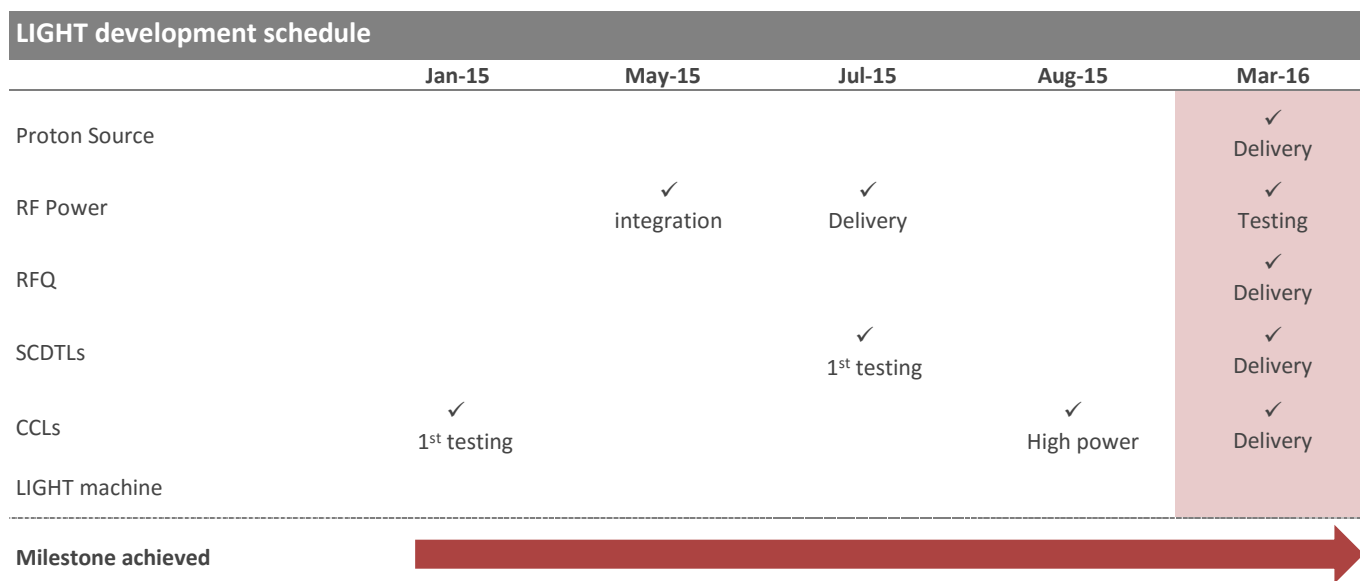 LIGHT development schedule
Jan-15 May-15 Jul-15 Aug-15 Mar-16
✓
Proton Source
Delivery
✓ ✓ ✓
RF Power
integration Delivery Testing
✓
RFQ
Delivery
✓ ✓
SCDTLs
1st testing Delivery
✓ ✓ ✓
CCLs
1st testing High power Delivery
LIGHT machine
Milestone achieved